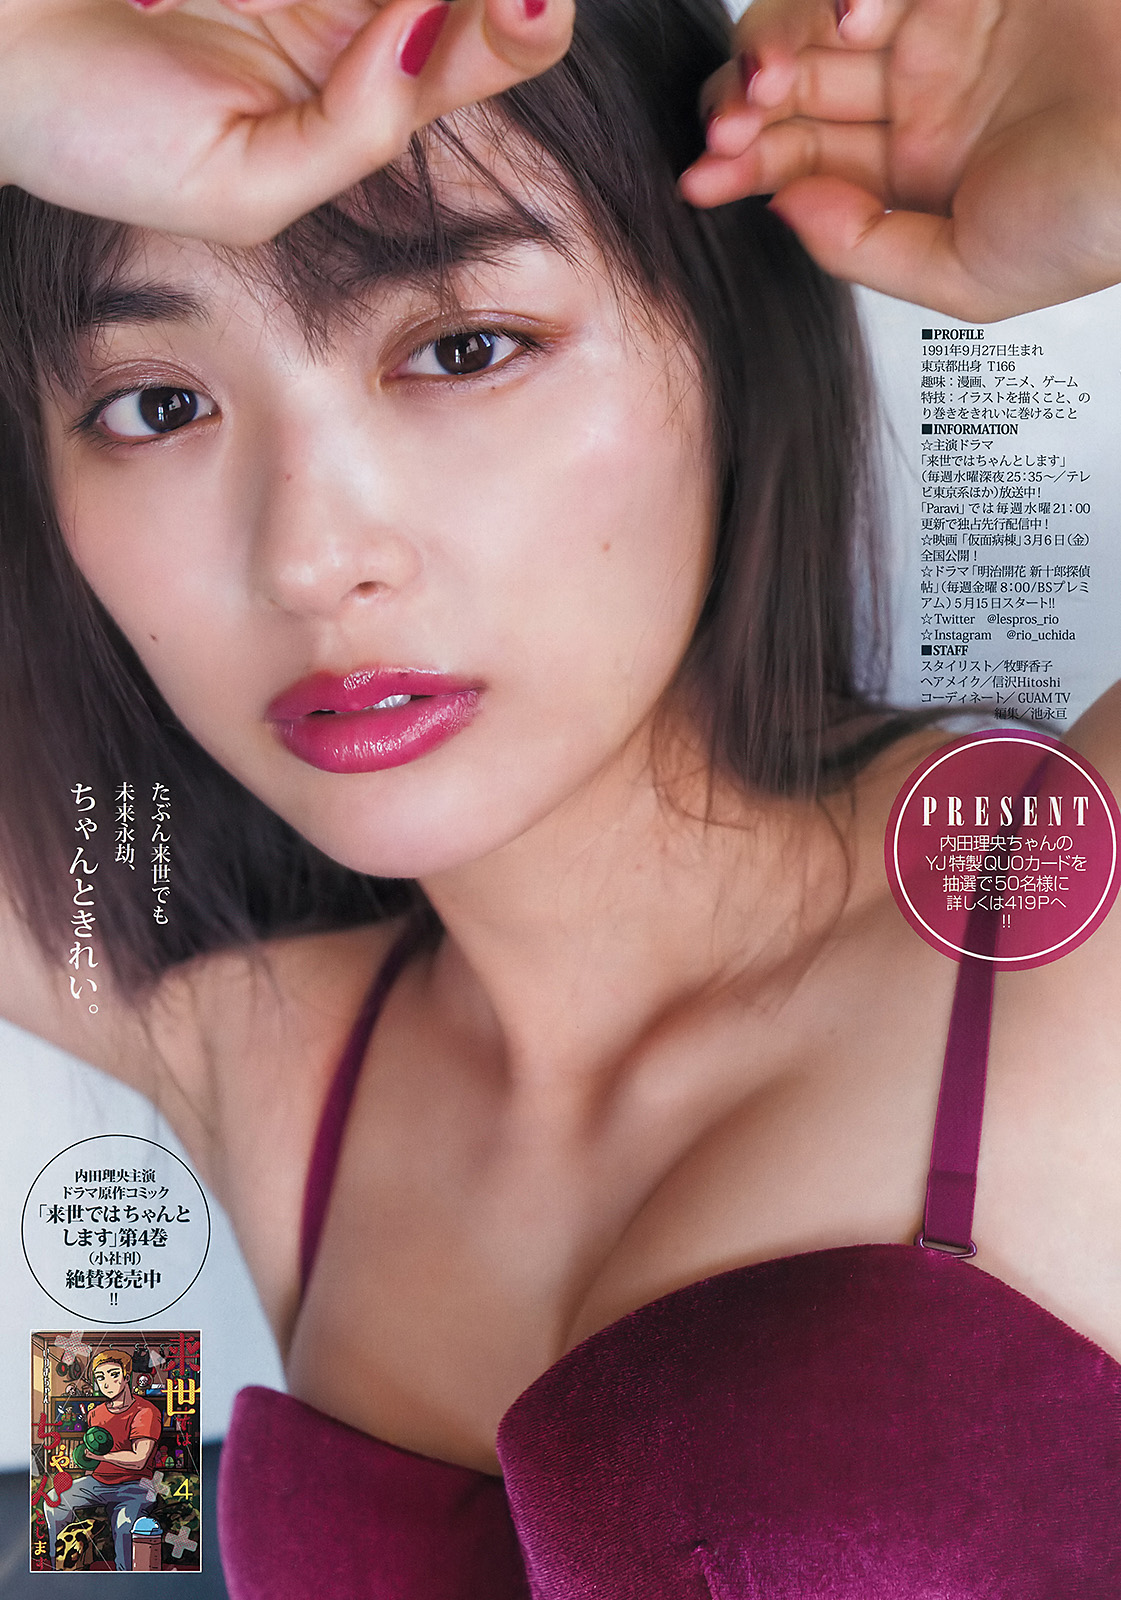 ■PROFILE
1991年9月27日生まれ
東京都出身 T166
趣味：漫画、アニメ、ゲーム
特技：イラストを描くこと、の
り巻きをきれいに巻けること
■INFORMATION
☆主演ドラマ
「来世ではちゃんとします」
（毎週水曜深夜25：35〜／テレ
ビ東京系ほか）放送中！
「Paravi」では毎週水曜21：00
更新で独占先行配信中！
☆映画「仮面病棟」3月6日（金）
全国公開！
☆ドラマ「明治開花 新十郎探偵
帖」（毎週金曜 8：00/BSプレミ
アム）5月15日スタート!!
☆Twitter @lespros_rio
☆Instagram @rio_uchida
■STAFF
スタイリスト／牧野香子
ヘアメイク／信沢Hitoshi
コーディネート／GUAM TV
編集／池永亘
PRESENT
内田理央ちゃんの
YJ特製QUOカードを
抽選で50名様に
詳しくは419Pへ
!!
たぶん来世でも
未来永劫、
ちゃんときれい。
内田理央主演
ドラマ原作コミック
「来世ではちゃんと
します」第4巻
（小社刊）
絶賛発売中
!!
来世では
ちゃんとします
4